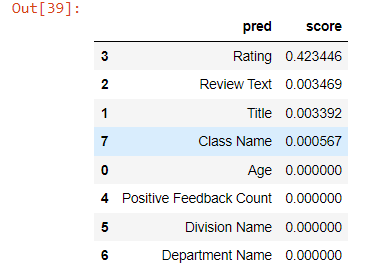 Out[39]:
pred score
3 Rating 0.423446
2 Review Text 0.003469
1 Title 0.003392
7 Class Name 0.000567
0 Age 0.000000
4 Positive Feedback Count 0.000000
5 Division Name 0.000000
6 Department Name 0.000000